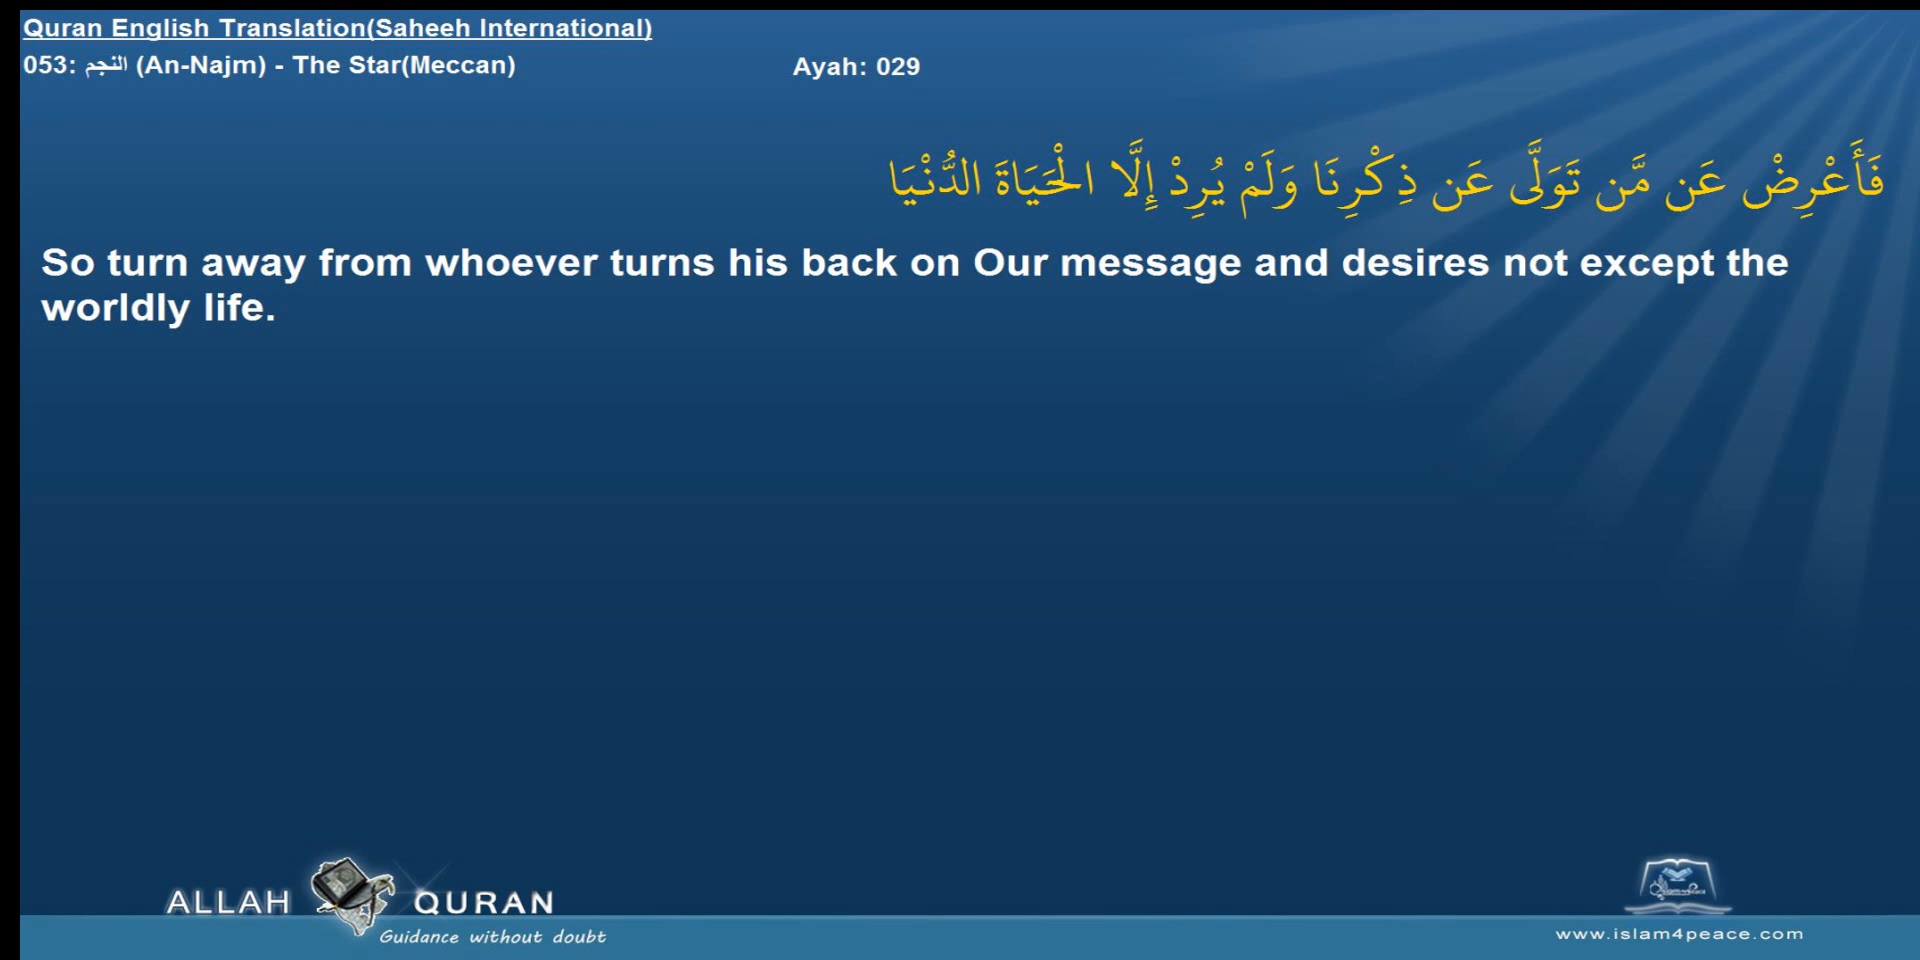 Quran English Translation(Saheeh International)
053: النجم (An-Najm) - The Star(Meccan) Ayah: 029
فَأَعْرِضْ عَن مَّن تَوَلَّى عَن ذِكْرِنَا وَلَمْ يُرِدْ إِلَّا الْحَيَاةَ الدُّنْيَا
So turn away from whoever turns his back on Our message and desires not except the
worldly life.
ALLAH QURAN
Guidance without doubt
www.islam4peace.com